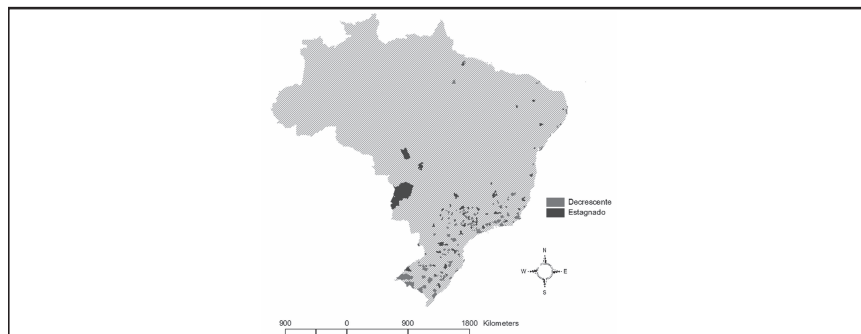 Decrescente
Estagnado
N
W E
S
900 0 900 1800 Kilometers